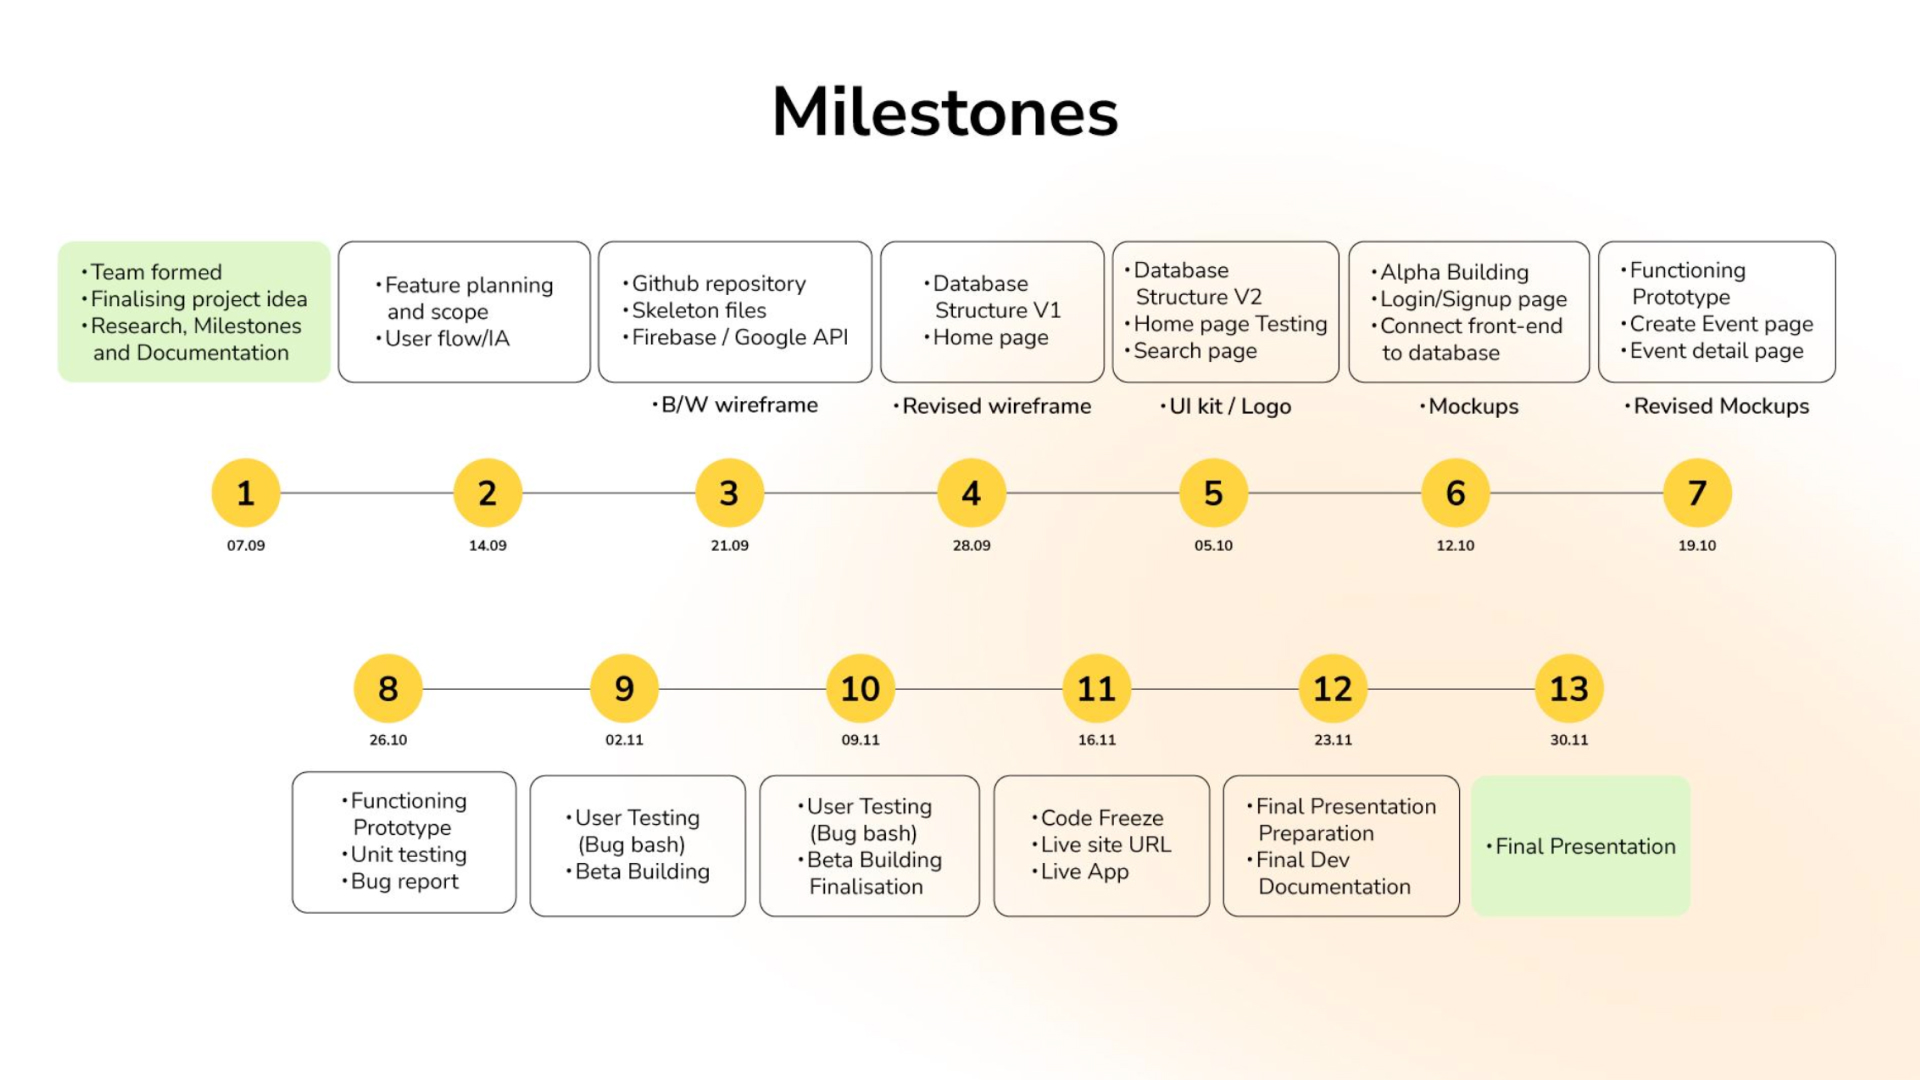 Milestones
·Team formed
·Finalising project idea
·Research, Milestones
and Documentation
·Feature planning
and scope
·User flow/IA
·Github repository
·Skeleton files
·Firebase / Google API
·Database
Structure V1
·Home page
·Database
Structure V2
·Home page Testing
·Search page
·Alpha Building
·Login/Signup page
·Connect front-end
to database
·Functioning
Prototype
·Create Event page
·Event detail page
·B/W wireframe
·Revised wireframe
·UI kit / Logo
·Mockups
·Revised Mockups
1
2
3
4
5
6
7
07.09
14.09
21.09
28.09
05.10
12.10
19.10
8
9
10
11
12
13
26.10
02.11
09.11
16.11
23.11
30.11
·Functioning
Prototype
·Unit testing
·Bug report
·User Testing
(Bug bash)
·Beta Building
·User Testing
(Bug bash)
·Beta Building
Finalisation
·Code Freeze
·Live site URL
·Live App
·Final Presentation
Preparation
·Final Dev
Documentation
·Final Presentation